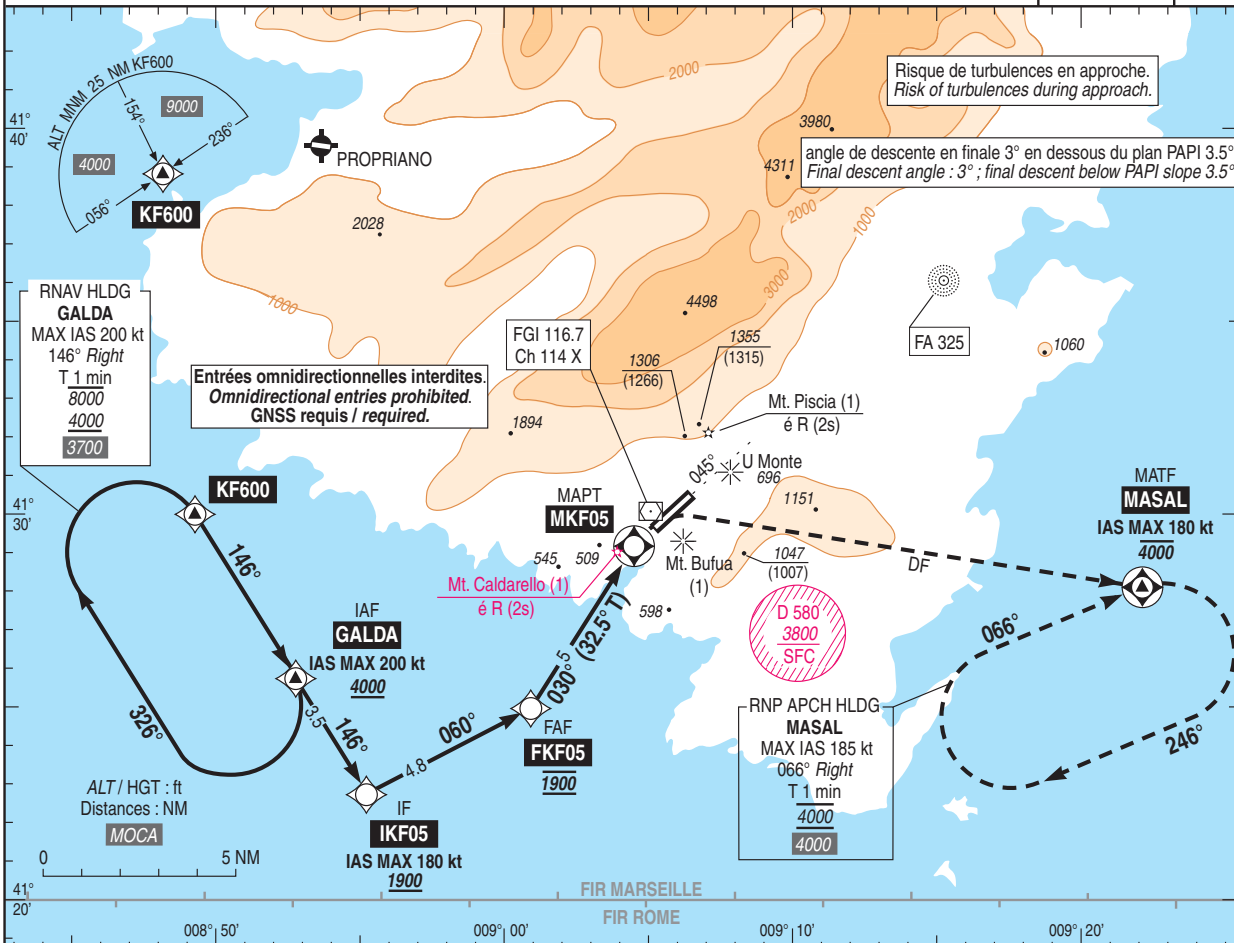 ALT MNM 25 NM KF600
154°
9000
236°
4000
056°
KF600
41°
40'
PROPRIANO
2028
1000
2000
3980
4311
2000
1000
3000
4498
Risque de turbulences en approche.
Risk of turbulences during approach.
angle de descente en finale 3° en dessous du plan PAPI 3.5°
Final descent angle : 3° ; final descent below PAPI slope 3.5°
RNAV HLDG
GALDA
MAX IAS 200 kt
146° Right
T 1 min
8000
4000
3700
Entrées omnidirectionnelles interdites.
Omnidirectional entries prohibited.
GNSS requis / required.
FGI 116.7
Ch 114 X
1306
(1266)
1355
(1315)
FA 325
1060
1894
Mt. Piscia (1)
é R (2s)
045°
U Monte
696
1151
41°
30'
KF600
MAPT
MKF05
545
509
Mt. Caldarello (1)
é R (2s)
Mt. Bufua
(1)
1047
(1007)
598
DF
MATF
MASAL
IAS MAX 180 kt
4000
146°
326°
IAF
GALDA
IAS MAX 200 kt
4000
3.5
146°
060°
4.8
5
030° (32.5° T)
FAF
FKF05
1900
D 580
3800
SFC
066°
246°
RNP APCH HLDG
MASAL
MAX IAS 185 kt
066° Right
T 1 min
4000
4000
ALT / HGT : ft
Distances : NM
MOCA
0
5 NM
IF
IKF05
IAS MAX 180 kt
1900
41°
20'
FIR MARSEILLE
FIR ROME
008° 50'
009° 00'
009° 10'
009° 20'